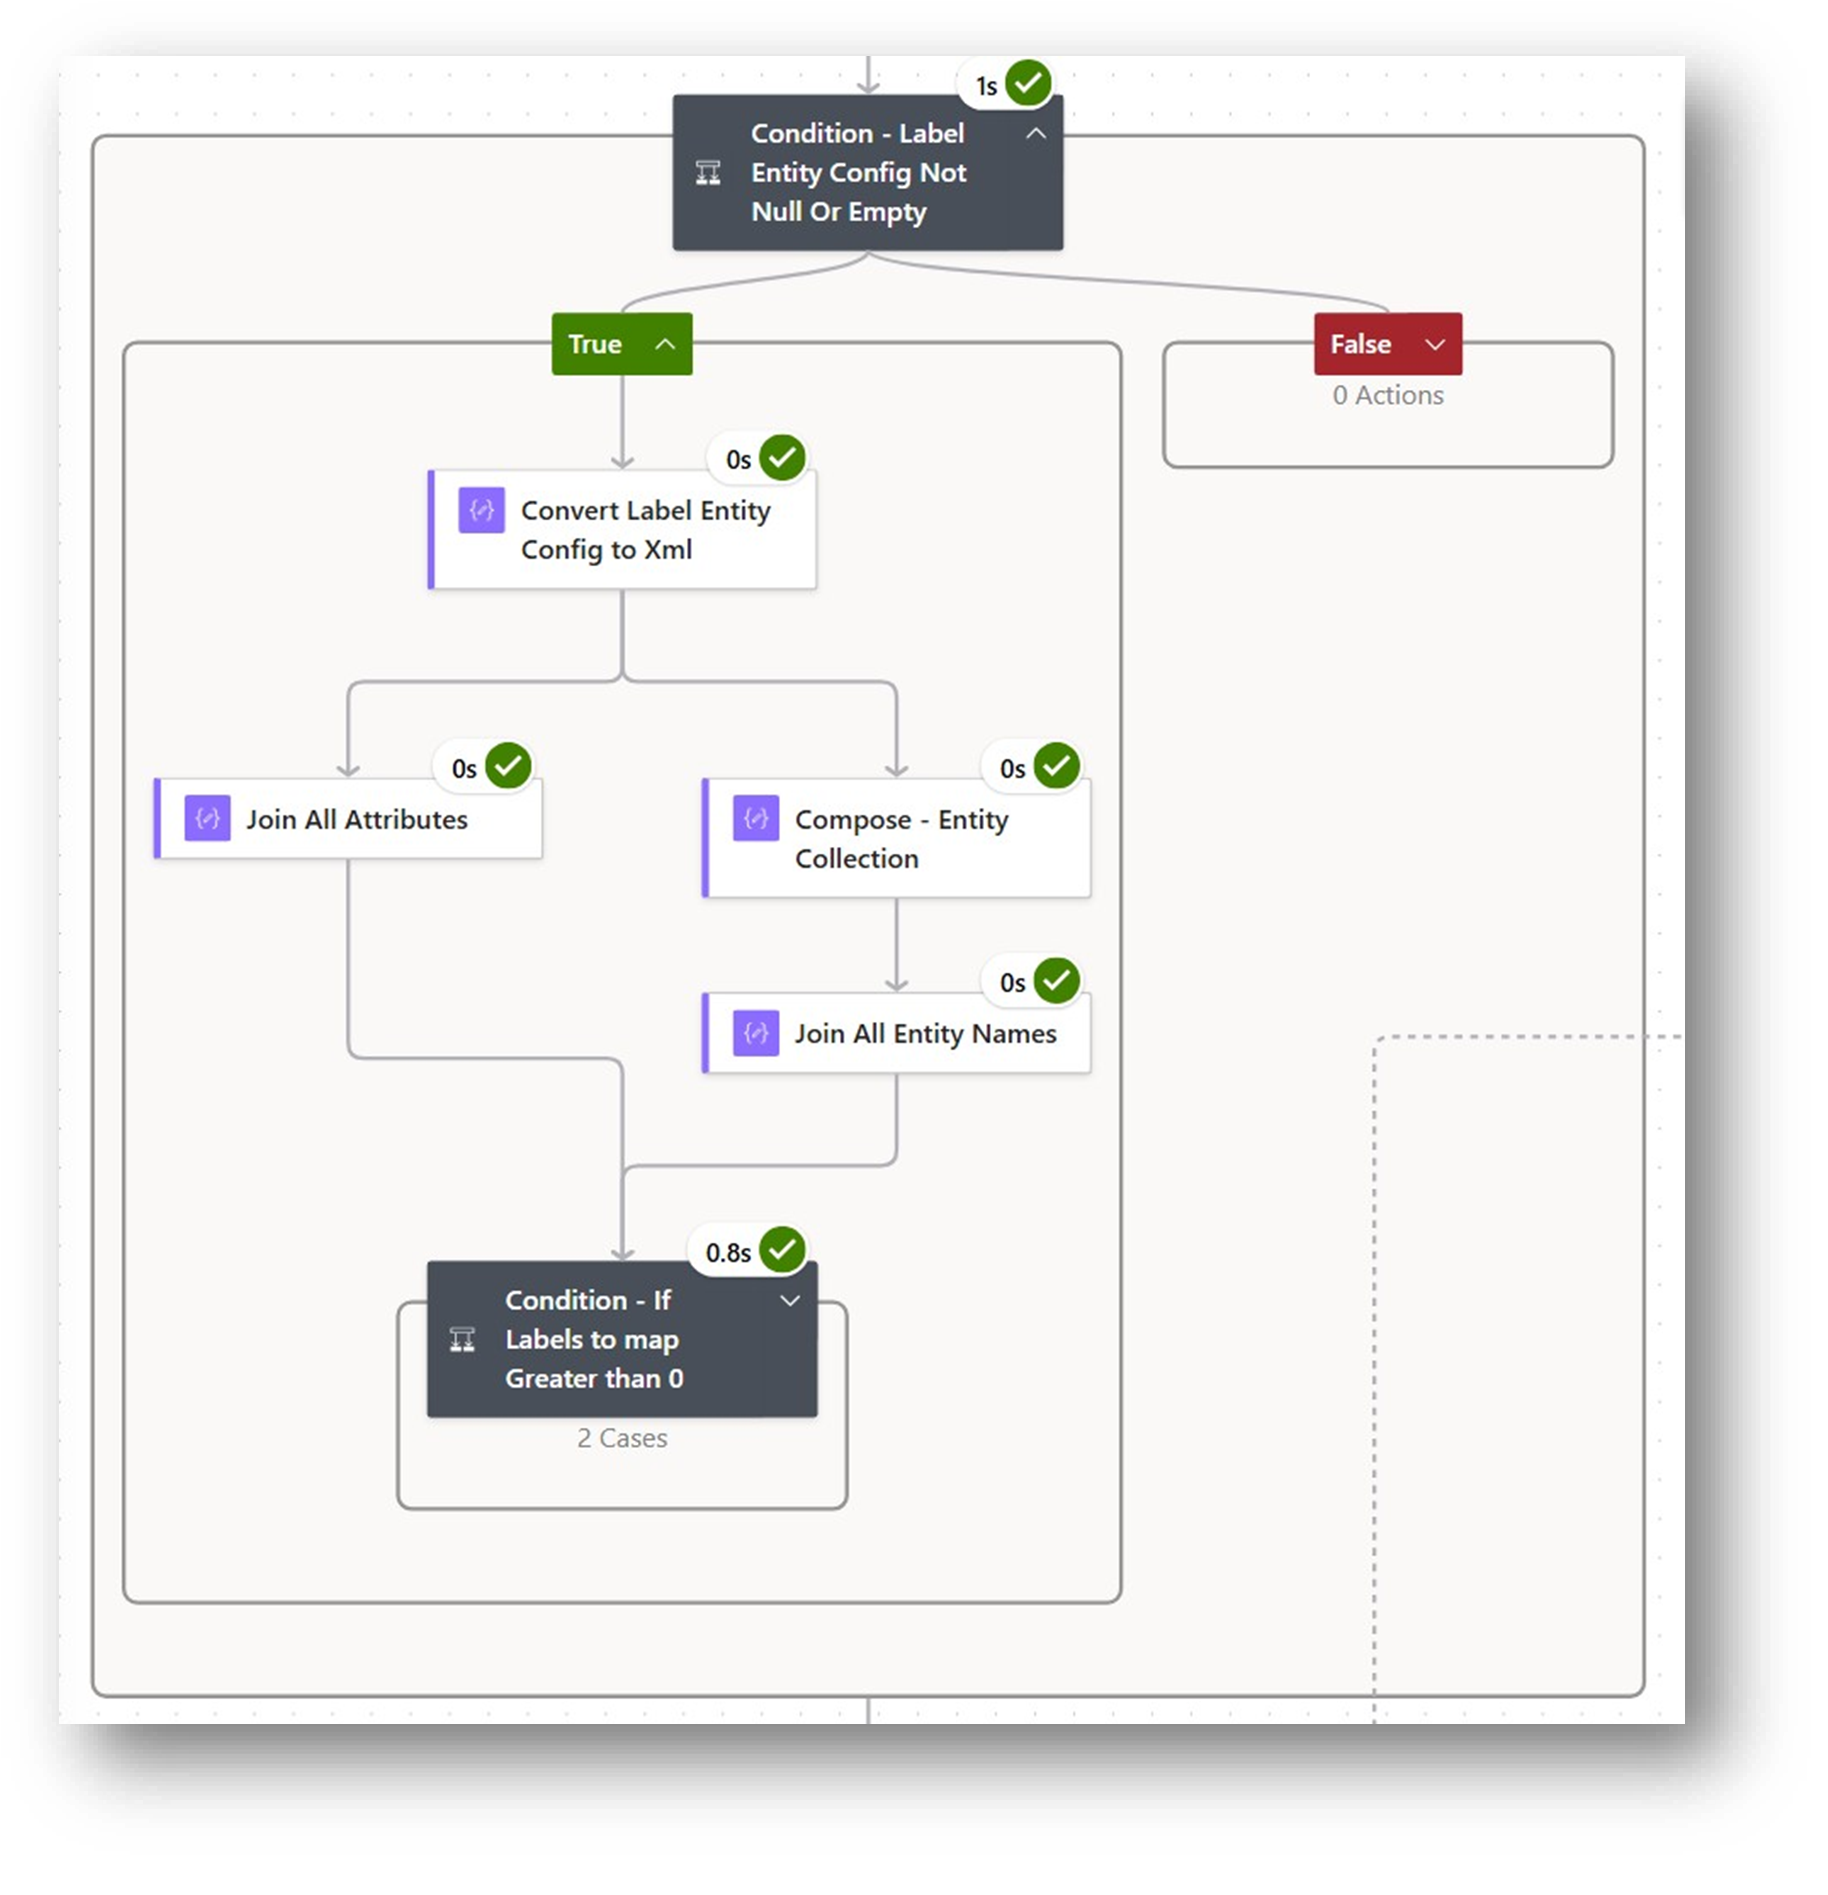 1s
Condition - Label
Entity Config Not
Null Or Empty
True
False
0 Actions
0s
Convert Label Entity
Config to Xml
0s
Join All Attributes
0s
Compose - Entity
Collection
0s
Join All Entity Names
0.8s
Condition - If
Labels to map
Greater than 0
2 Cases